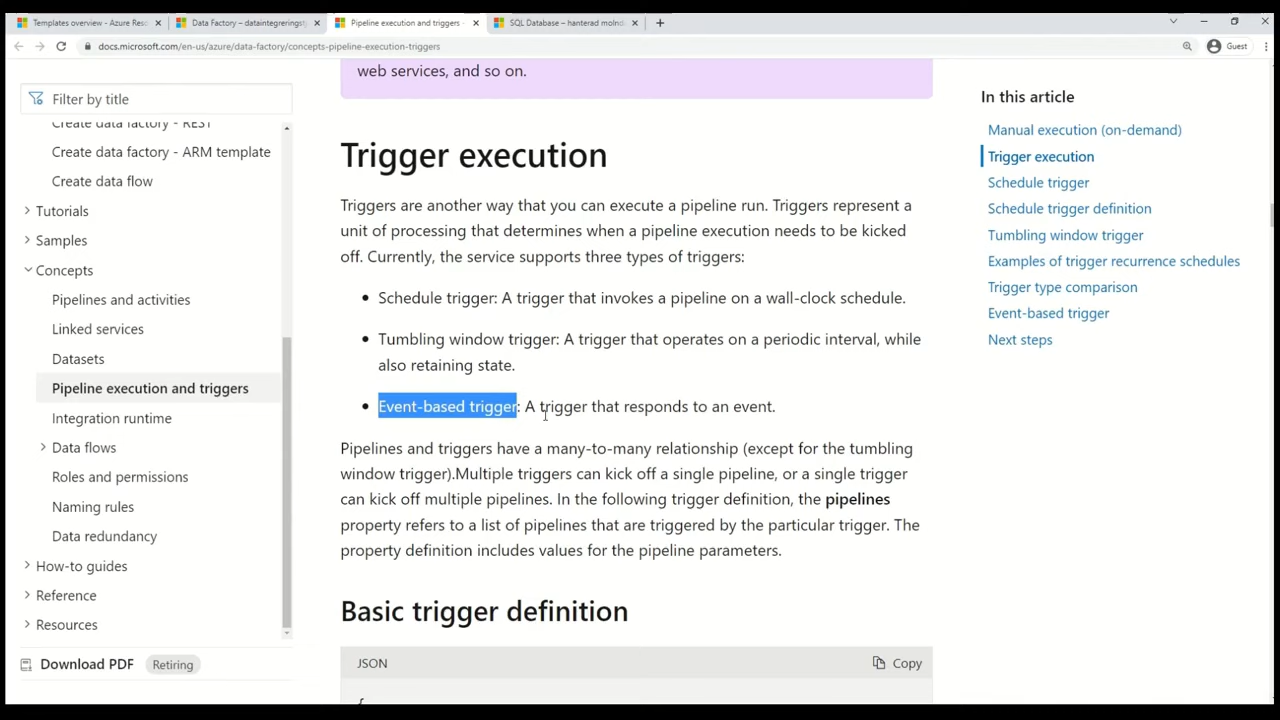 Templates overview - Azure Reso
Data Factory – dataintegreringstj
Pipeline execution and triggers -
SQL Database – hanterad molnd
docs.microsoft.com/en-us/azure/data-factory/concepts-pipeline-execution-triggers
Guest
Filter by title
Create data factory - REST
Create data factory - ARM template
Create data flow
Tutorials
Samples
Concepts
Pipelines and activities
Linked services
Datasets
Pipeline execution and triggers
Integration runtime
Data flows
Roles and permissions
Naming rules
Data redundancy
How-to guides
Reference
Resources
Download PDF
Retiring
web services, and so on.
Trigger execution
Triggers are another way that you can execute a pipeline run. Triggers represent a
unit of processing that determines when a pipeline execution needs to be kicked
off. Currently, the service supports three types of triggers:
Schedule trigger: A trigger that invokes a pipeline on a wall-clock schedule.
Tumbling window trigger: A trigger that operates on a periodic interval, while
also retaining state.
Event-based trigger: A trigger that responds to an event.
Pipelines and triggers have a many-to-many relationship (except for the tumbling
window trigger).Multiple triggers can kick off a single pipeline, or a single trigger
can kick off multiple pipelines. In the following trigger definition, the pipelines
property refers to a list of pipelines that are triggered by the particular trigger. The
property definition includes values for the pipeline parameters.
Basic trigger definition
JSON
Copy
{
In this article
Manual execution (on-demand)
Trigger execution
Schedule trigger
Schedule trigger definition
Tumbling window trigger
Examples of trigger recurrence schedules
Trigger type comparison
Event-based trigger
Next steps